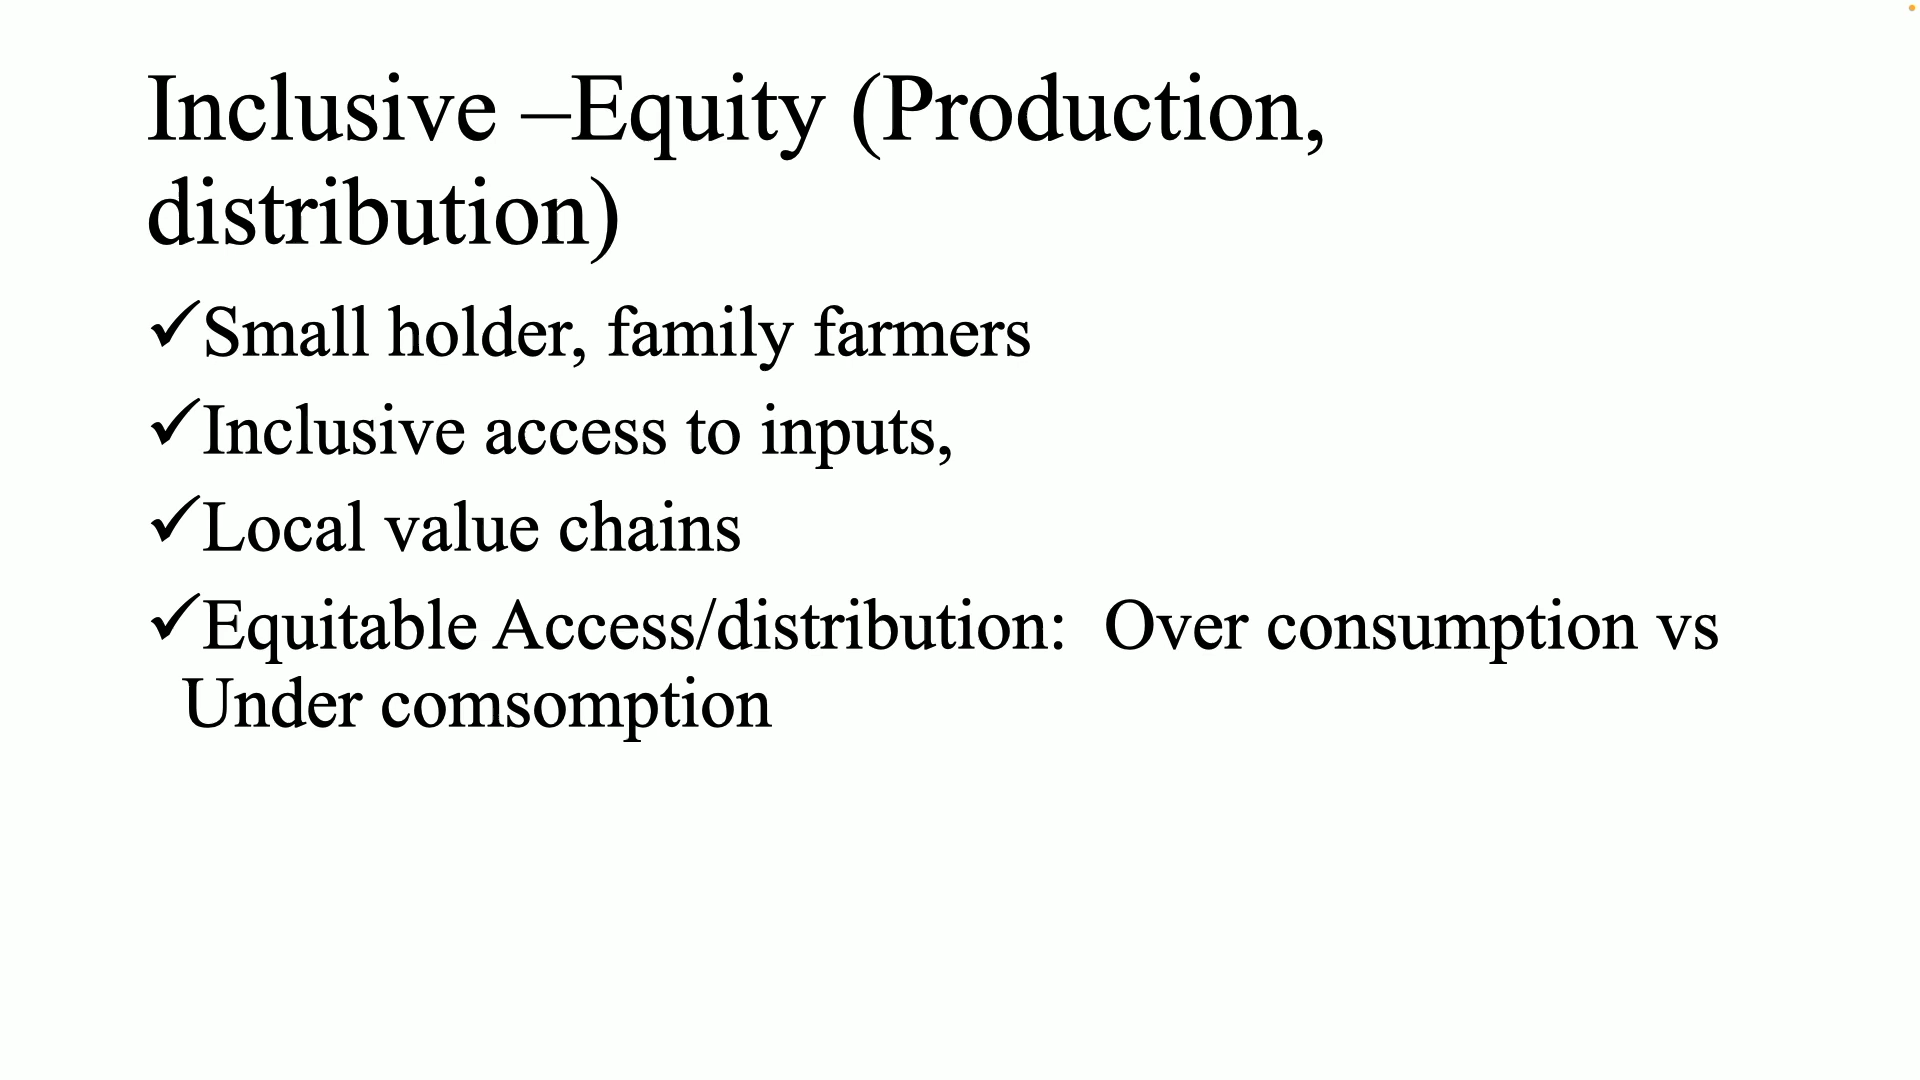 Inclusive –Equity (Production,
distribution)
✓Small holder, family farmers
✓Inclusive access to inputs,
✓Local value chains
✓Equitable Access/distribution:  Over consumption vs
Under comsomption